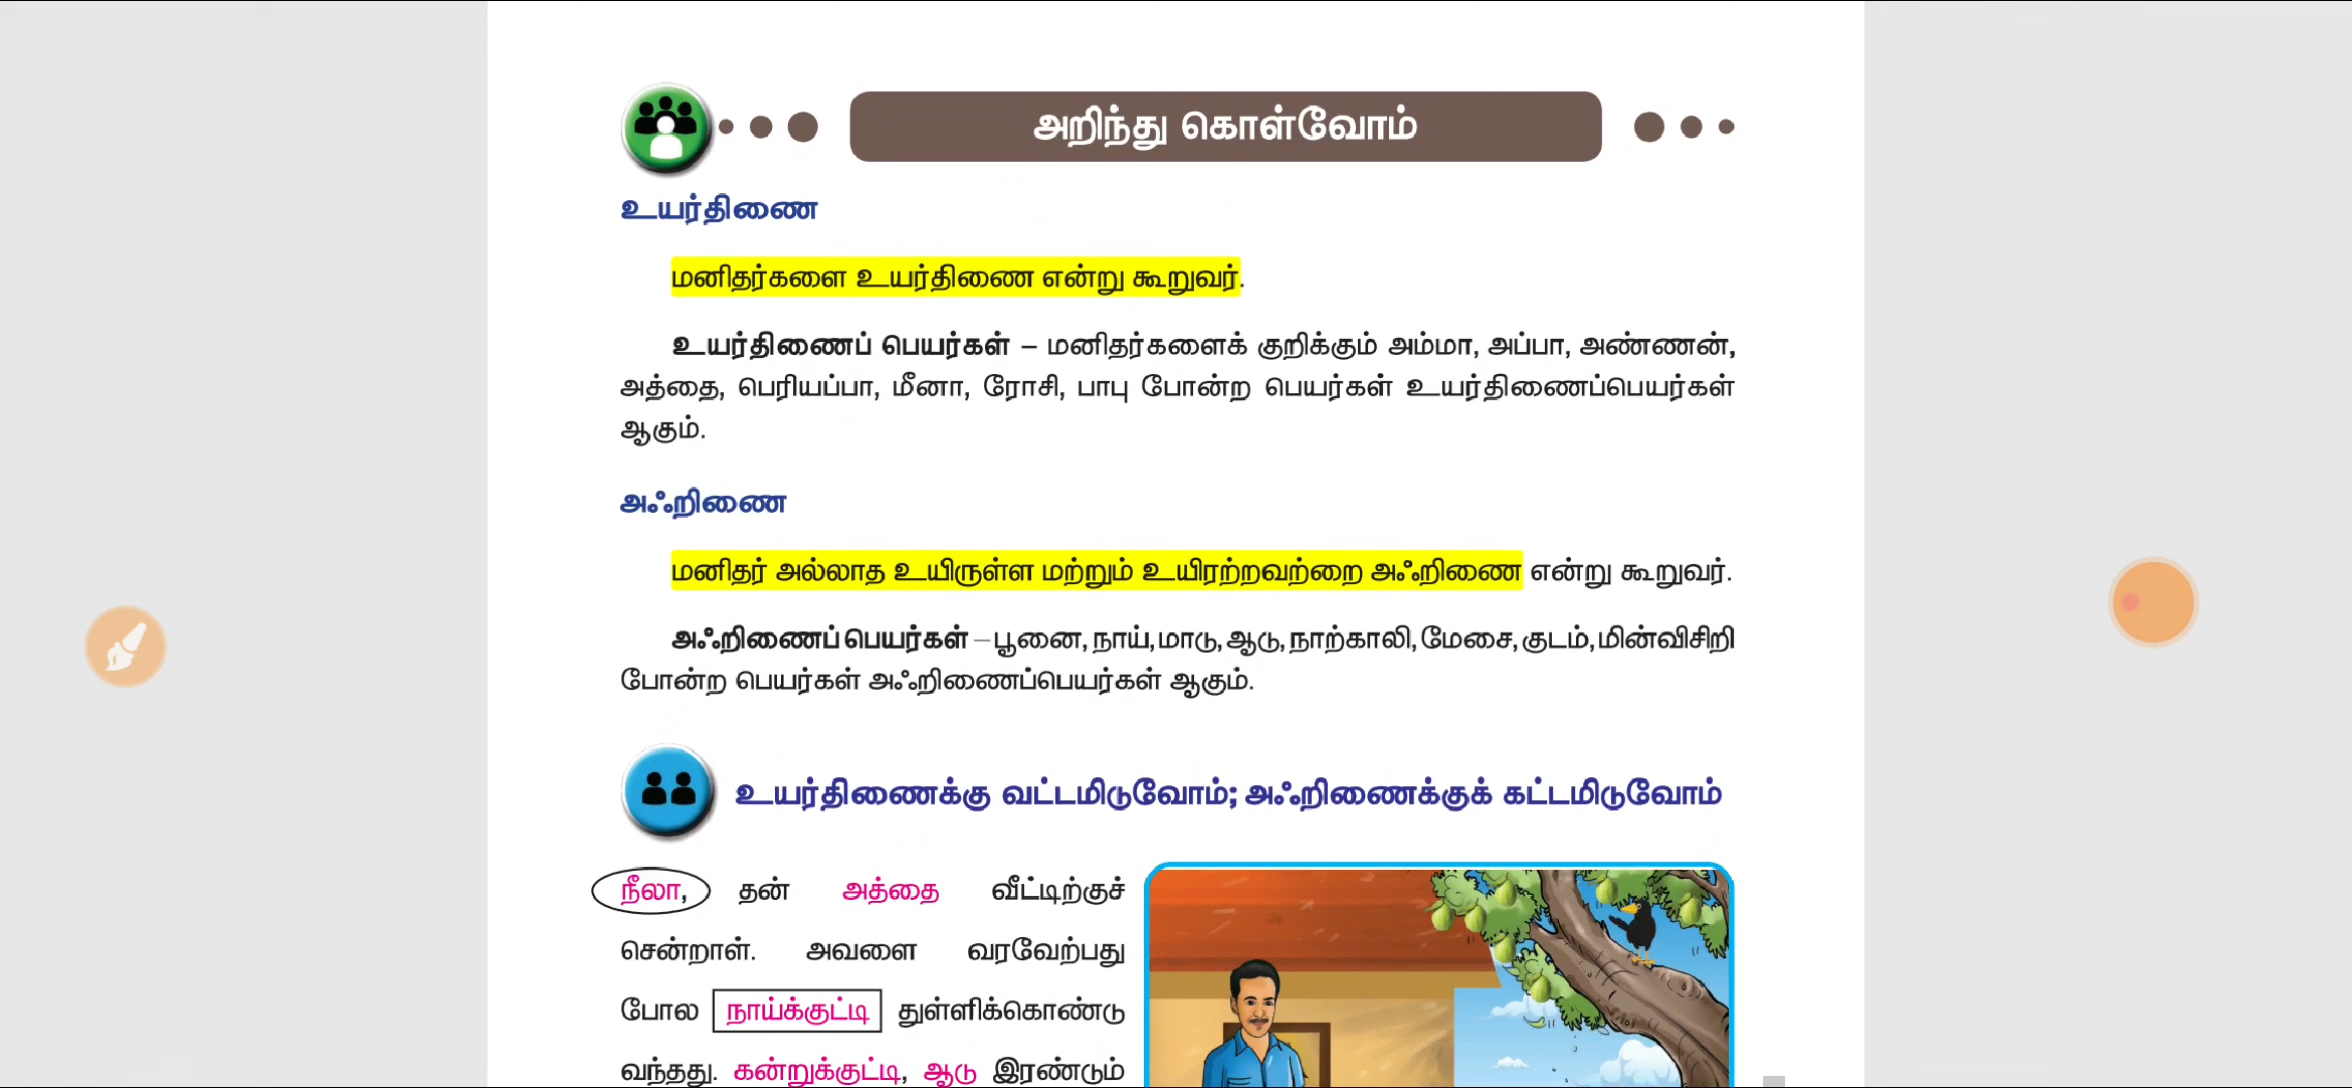 அறிந்து கொள்வோம்
உயர்திணை
மனிதர்களை உயர்திணை என்று கூறுவர்.
உயர்திணைப் பெயர்கள் – மனிதர்களைக் குறிக்கும் அம்மா, அப்பா, அண்ணன்,
அத்தை, பெரியப்பா, மீனா, ரோசி, பாபு போன்ற பெயர்கள் உயர்திணைப்பெயர்கள்
ஆகும்.
அஃறிணை
மனிதர் அல்லாத உயிருள்ள மற்றும் உயிரற்றவற்றை அஃறிணை என்று கூறுவர்.
அஃறிணைப் பெயர்கள் – பூனை, நாய், மாடு, ஆடு, நாற்காலி, மேசை, குடம், மின்விசிறி
போன்ற பெயர்கள் அஃறிணைப்பெயர்கள் ஆகும்.
உயர்திணைக்கு வட்டமிடுவோம்; அஃறிணைக்குக் கட்டமிடுவோம்
நீலா, தன் அத்தை வீட்டிற்குச்
சென்றாள். அவளை வரவேற்பது
போல நாய்க்குட்டி துள்ளிக்கொண்டு
வந்தது. கன்றுக்குட்டி, ஆடு இரண்டும்